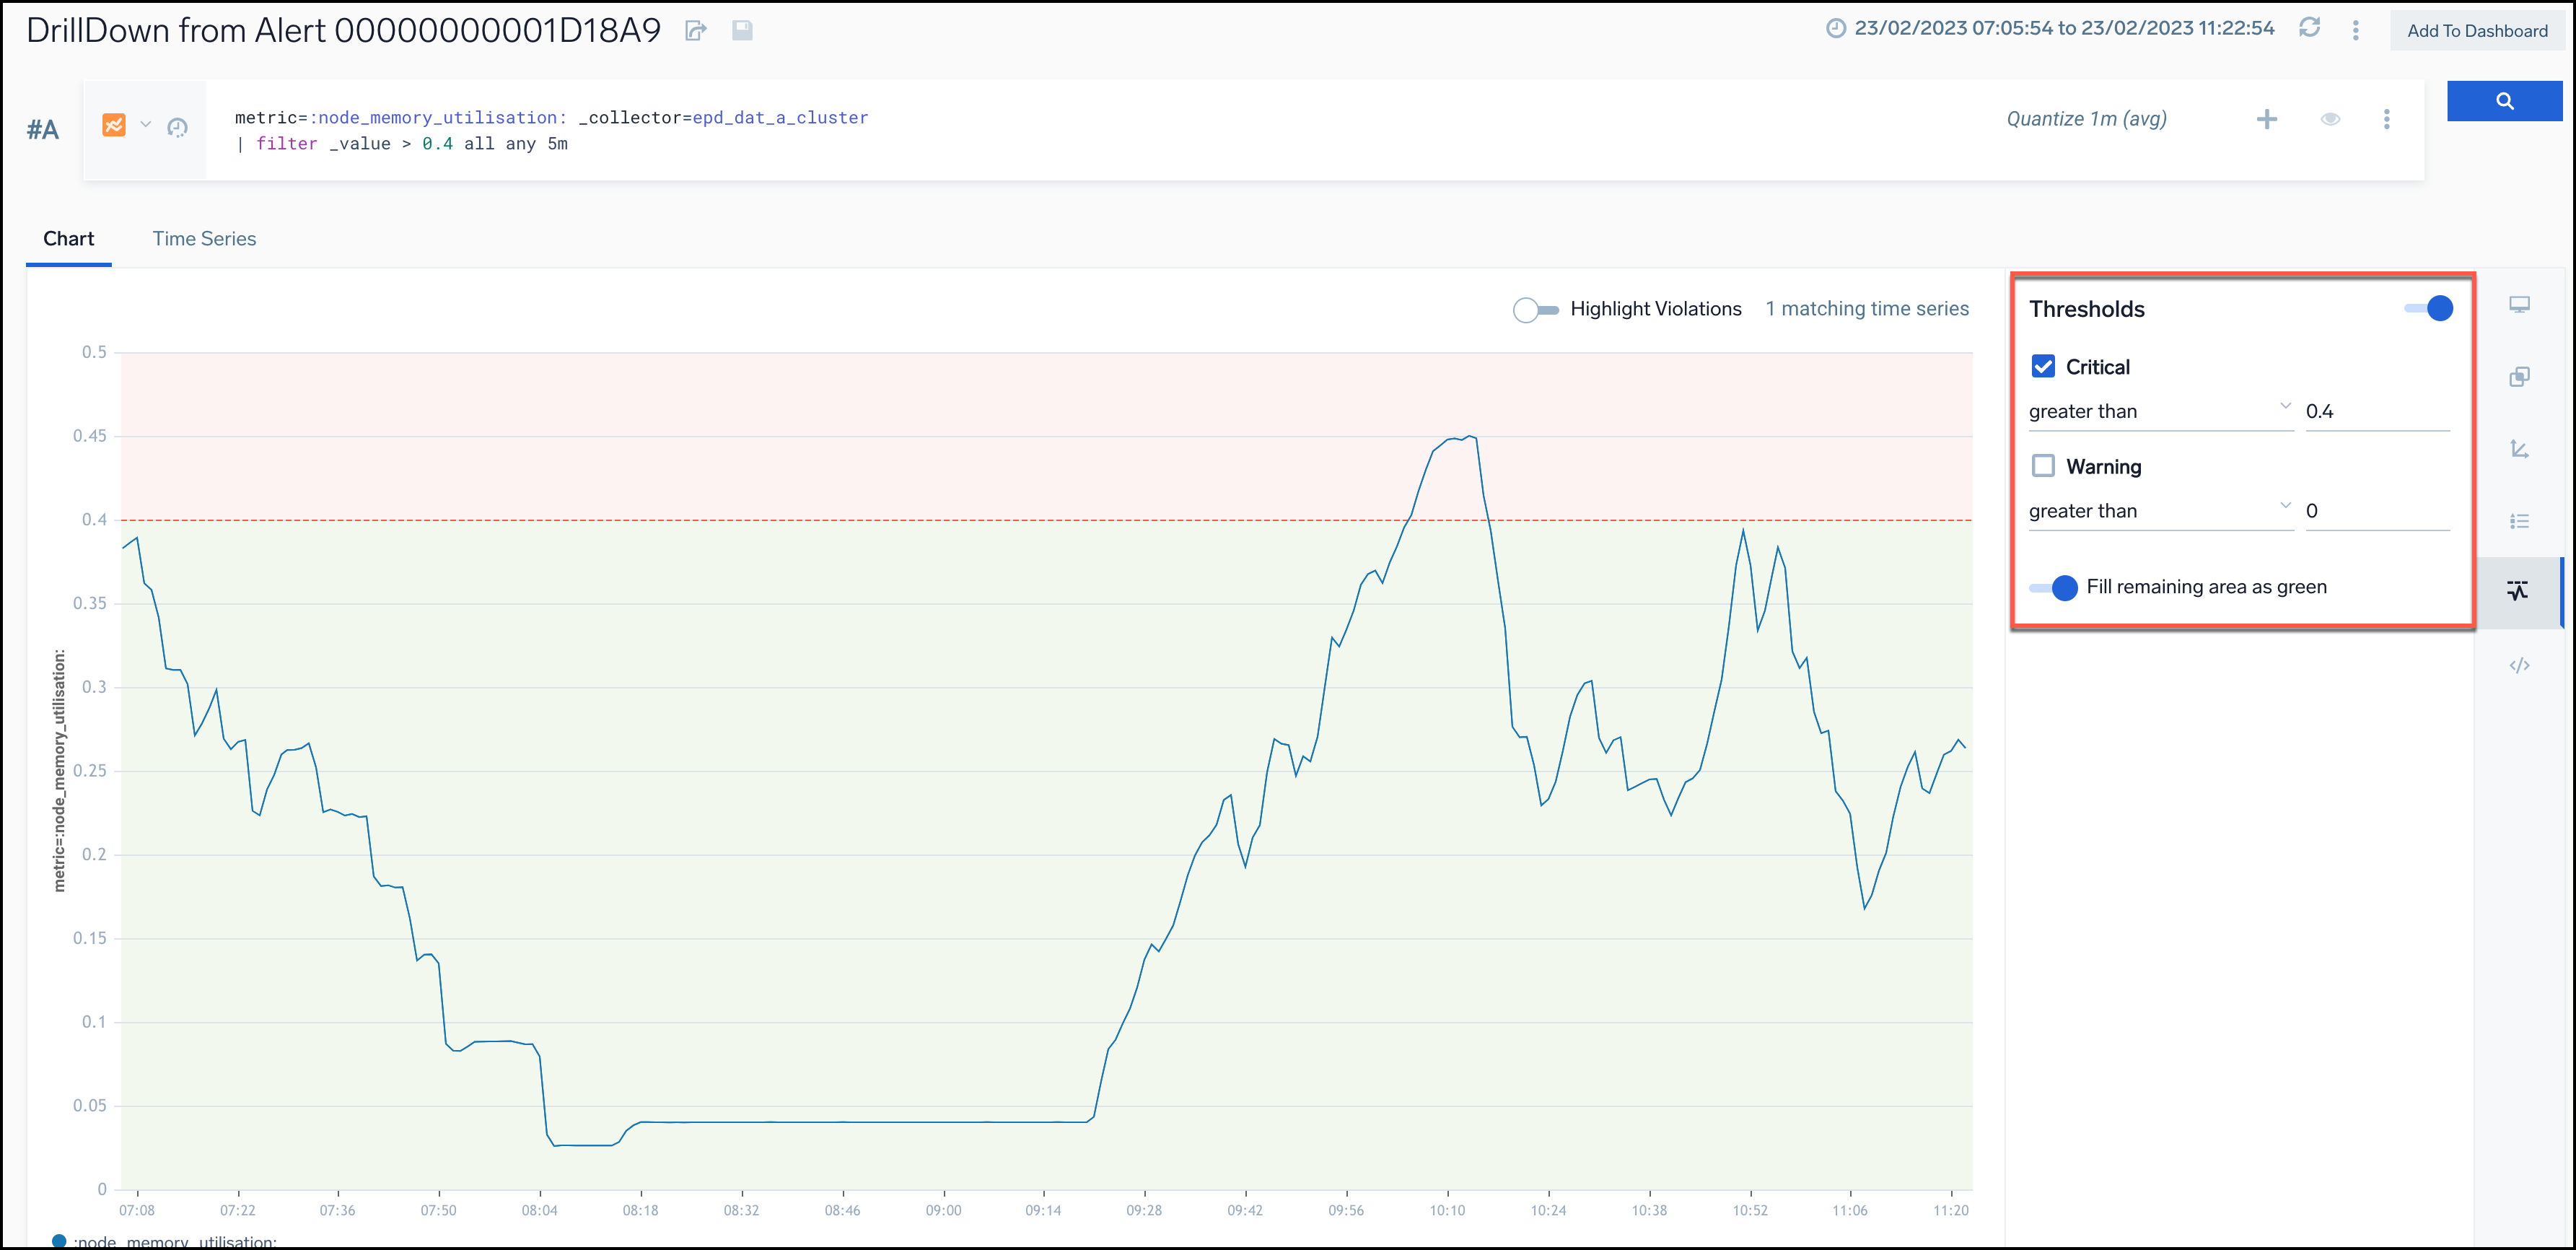 DrillDown from Alert 00000000001D18A9
23/02/2023 07:05:54 to 23/02/2023 11:22:54
Add To Dashboard
#A
metric=:node_memory_utilisation: _collector=epd_dat_a_cluster
| filter _value > 0.4 all any 5m
Quantize 1m (avg)
Chart
Time Series
Highlight Violations
1 matching time series
0.5
0.45
0.4
0.35
0.3
0.25
0.2
0.15
0.1
0.05
0
metric=:node_memory_utilisation:
07:08
07:22
07:36
07:50
08:04
08:18
08:32
08:46
09:00
09:14
09:28
09:42
09:56
10:10
10:24
10:38
10:52
11:06
11:20
:node_memory_utilisation:
Thresholds
Critical
greater than
0.4
Warning
greater than
0
Fill remaining area as green